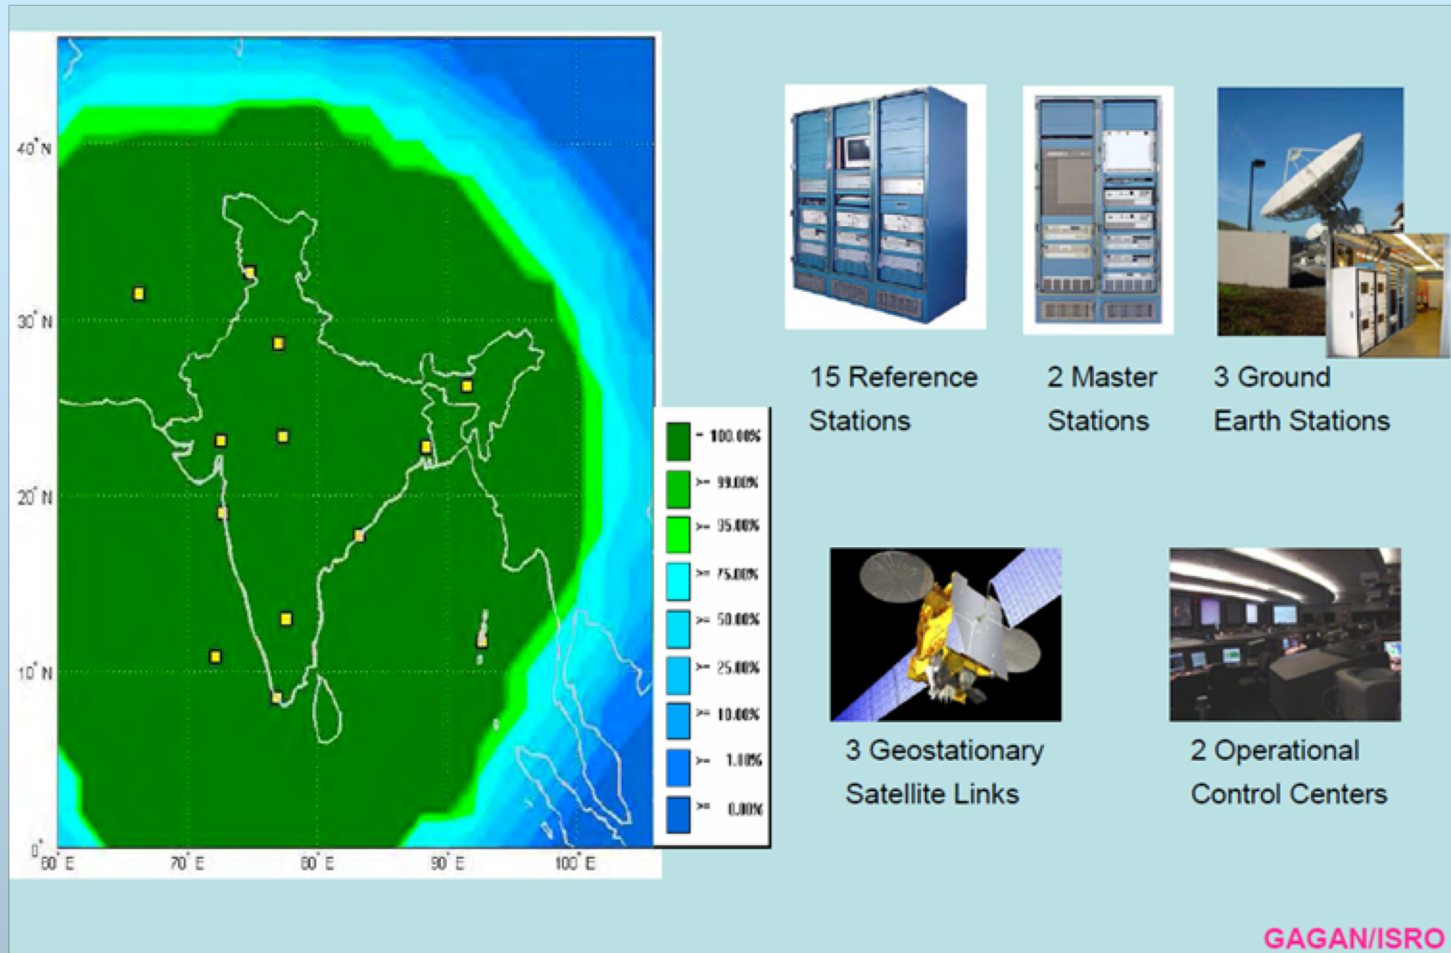 40° N
30° N
20° N
10° N
0°
60° E
70° E
80° E
90° E
100° E
= 100.00%
>= 99.00%
>= 95.00%
>= 75.00%
>= 50.00%
>= 25.00%
>= 10.00%
>= 1.00%
>= 0.00%
15 Reference
Stations
2 Master
Stations
3 Ground
Earth Stations
3 Geostationary
Satellite Links
2 Operational
Control Centers
GAGAN/ISRO